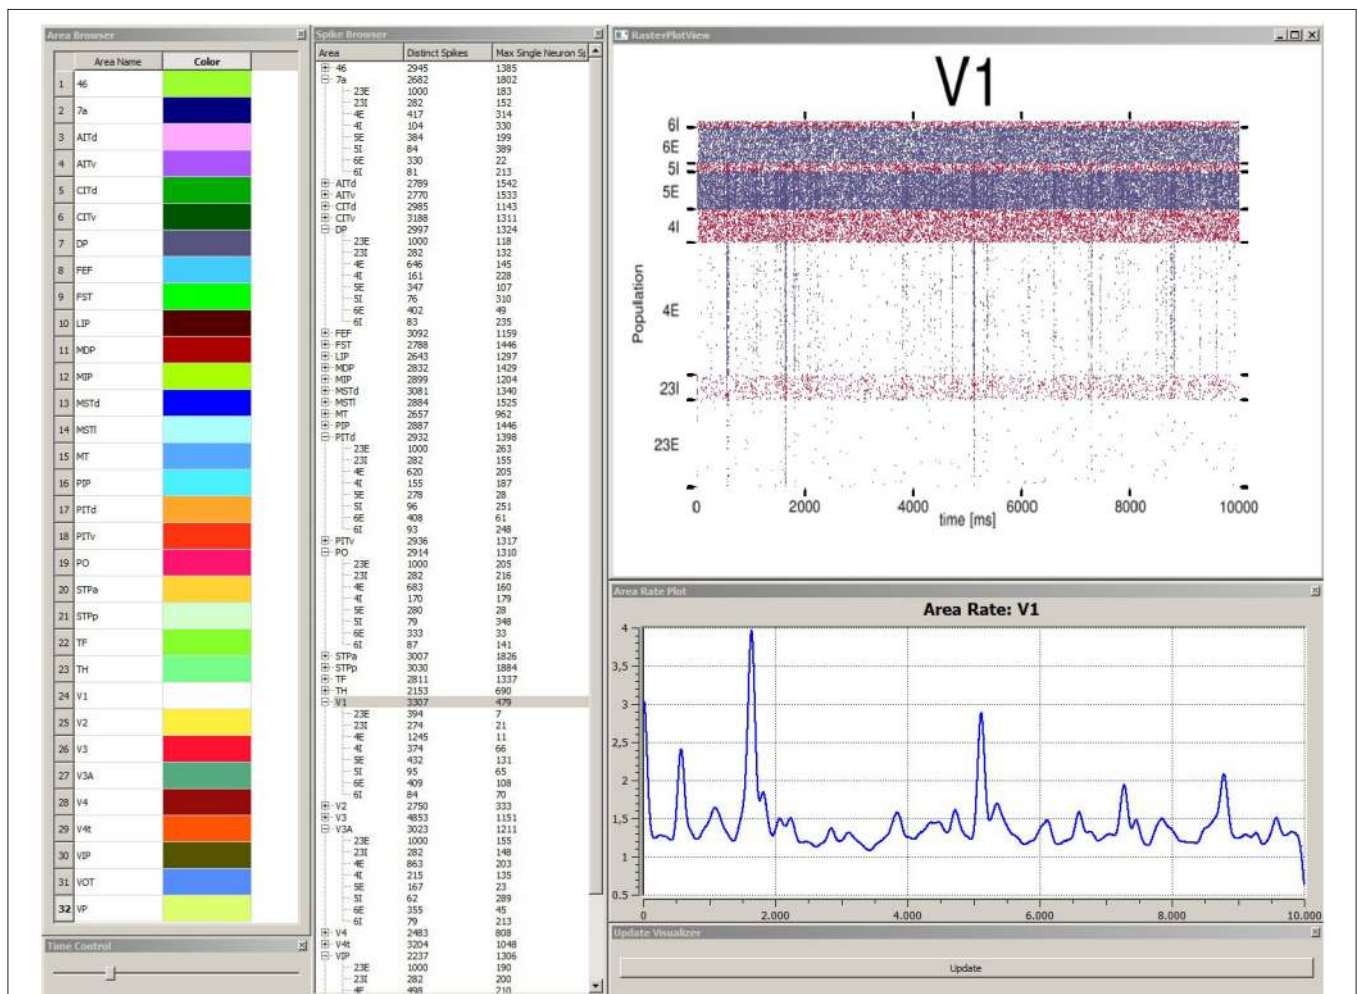 Area Browser
Area Name Color
1 46
2 7a
3 AITd
4 AITv
5 CITd
6 CITv
7 DP
8 FEF
9 FST
10 LIP
11 MDP
12 MIP
13 MSTd
14 MSTl
15 MT
16 PIP
17 PITd
18 PITv
19 PO
20 STPa
21 STPp
22 TF
23 TH
24 V1
25 V2
26 V3
27 V3A
28 V4
29 V4t
30 VIP
31 VOT
32 VP
Time Control
Spike Browser
Area Distinct Spikes Max Single Neuron Sp
46 2945 1385
7a 2682 1802
23E 1000 183
23I 282 152
4E 417 314
4I 104 330
5E 384 199
5I 84 389
6E 330 22
6I 81 213
AITd 2789 1542
AITv 2770 1533
CITd 2985 1143
CITv 3188 1311
DP 2997 1324
23E 1000 118
23I 282 132
4E 646 145
4I 161 228
5E 347 107
5I 76 310
6E 402 49
6I 83 235
FEF 3092 1159
FST 2788 1446
LIP 2643 1297
MDP 2832 1429
MIP 2899 1204
MSTd 3081 1340
MSTl 2884 1525
MT 2657 962
PIP 2887 1446
PITd 2932 1398
23E 1000 263
23I 282 155
4E 620 205
4I 155 187
5E 278 28
5I 96 251
6E 408 61
6I 93 248
PITv 2936 1317
PO 2914 1310
23E 1000 205
23I 282 216
4E 683 160
4I 170 179
5E 280 28
5I 79 348
6E 333 33
6I 87 141
STPa 3007 1826
STPp 3030 1884
TF 2811 1337
TH 2153 690
V1 3307 479
23E 394 7
23I 274 21
4E 1245 11
4I 374 66
5E 432 131
5I 95 65
6E 409 108
6I 84 70
V2 2750 333
V3 4853 1151
V3A 3023 1211
23E 1000 155
23I 282 148
4E 863 203
4I 215 135
5E 167 23
5I 62 289
6E 355 45
6I 79 213
V4 2483 808
V4t 3204 1048
VIP 2237 1306
23E 1000 190
23I 282 200
4E 498 210
RasterPlotView
V1
6I
6E
5I
5E
4I
4E
23I
23E
Population
0 2000 4000 6000 8000 10000
time [ms]
Area Rate Plot
Area Rate: V1
4
3,5
3
2,5
2
1,5
1
0.5
0 2.000 4.000 6.000 8.000 10.000
Update Visualizer
Update